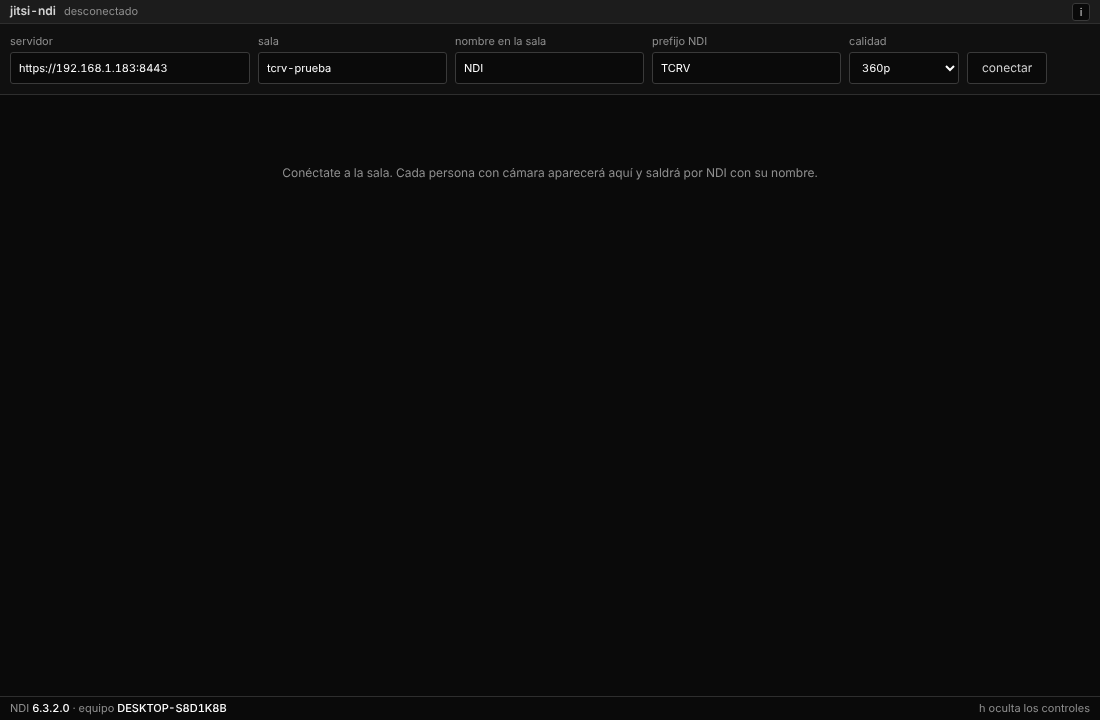 jitsi-ndi desconectado i
servidor sala nombre en la sala prefijo NDI calidad
https://192.168.1.183:8443 tcrv-prueba NDI TCRV 360p conectar
Conéctate a la sala. Cada persona con cámara aparecerá aquí y saldrá por NDI con su nombre.
NDI 6.3.2.0 · equipo DESKTOP-S8D1K8B h oculta los controles